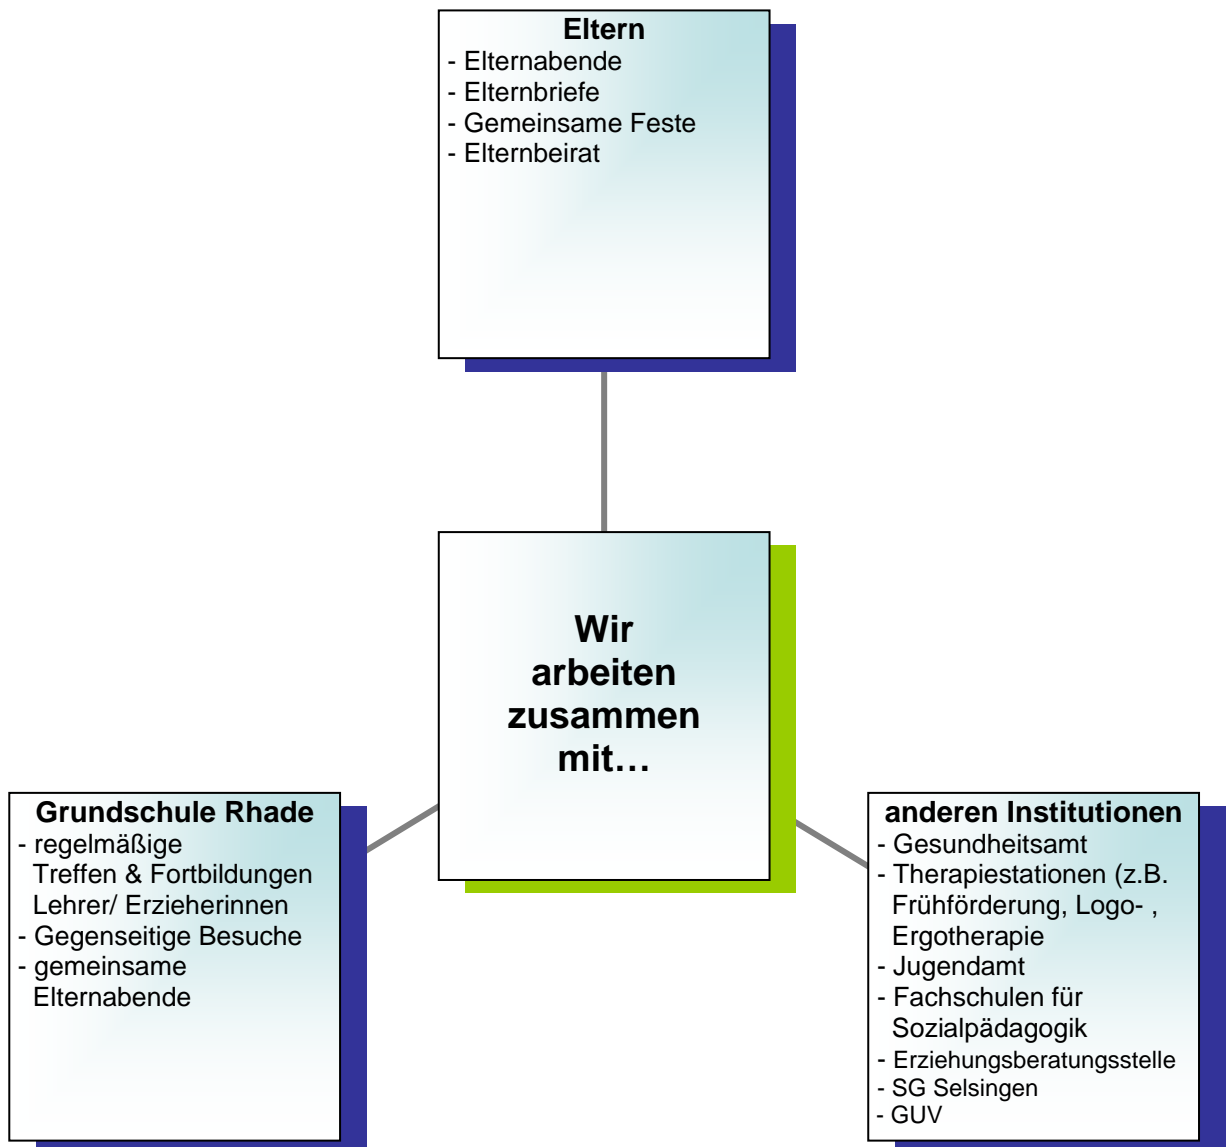 Eltern
- Elternabende
- Elternbriefe
- Gemeinsame Feste
- Elternbeirat
Wir
arbeiten
zusammen
mit…
Grundschule Rhade
- regelmäßige
Treffen & Fortbildungen
Lehrer/ Erzieherinnen
- Gegenseitige Besuche
- gemeinsame
Elternabende
anderen Institutionen
- Gesundheitsamt
- Therapiestationen (z.B.
Frühförderung, Logo- ,
Ergotherapie
- Jugendamt
- Fachschulen für
Sozialpädagogik
- Erziehungsberatungsstelle
- SG Selsingen
- GUV